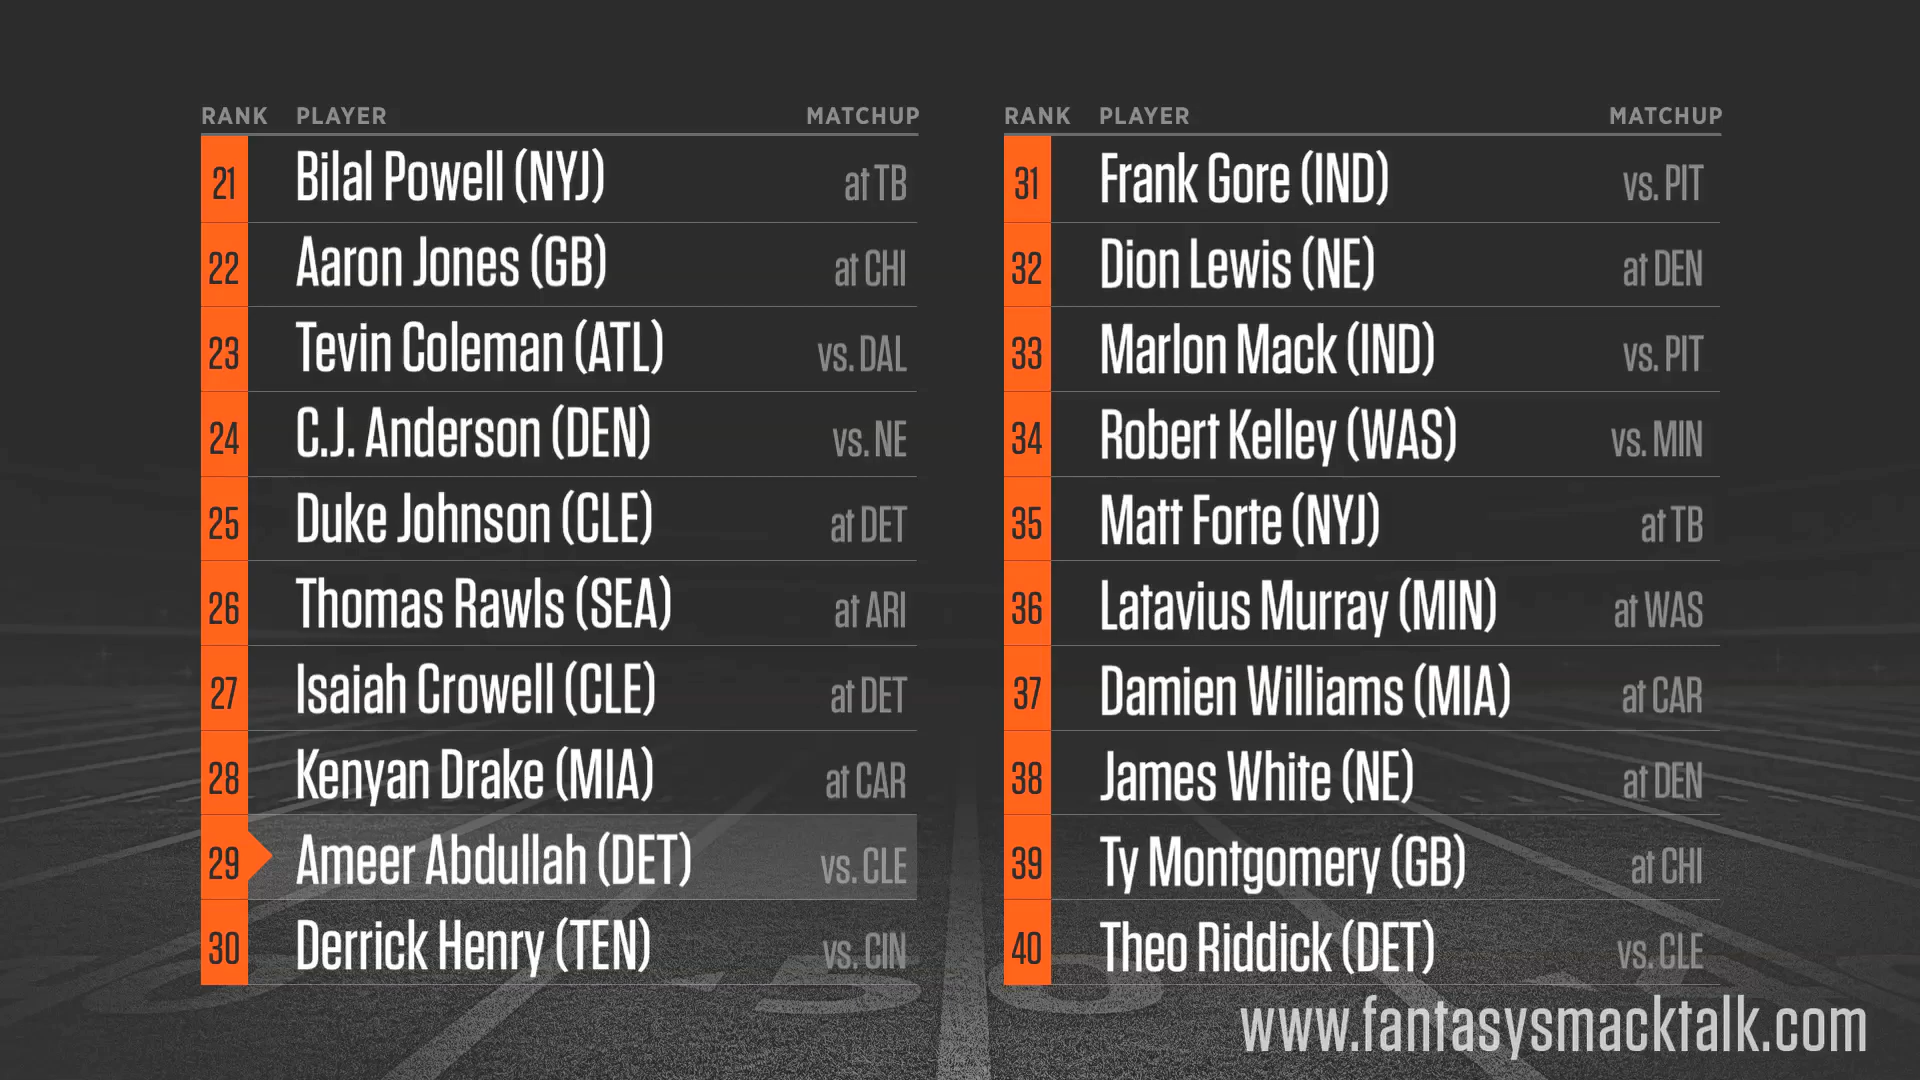 RANK PLAYER MATCHUP
21 Bilal Powell (NYJ) at TB
22 Aaron Jones (GB) at CHI
23 Tevin Coleman (ATL) vs. DAL
24 C.J. Anderson (DEN) vs. NE
25 Duke Johnson (CLE) at DET
26 Thomas Rawls (SEA) at ARI
27 Isaiah Crowell (CLE) at DET
28 Kenyan Drake (MIA) at CAR
29 Ameer Abdullah (DET) vs. CLE
30 Derrick Henry (TEN) vs. CIN
RANK PLAYER MATCHUP
31 Frank Gore (IND) vs. PIT
32 Dion Lewis (NE) at DEN
33 Marlon Mack (IND) vs. PIT
34 Robert Kelley (WAS) vs. MIN
35 Matt Forte (NYJ) at TB
36 Latavius Murray (MIN) at WAS
37 Damien Williams (MIA) at CAR
38 James White (NE) at DEN
39 Ty Montgomery (GB) at CHI
40 Theo Riddick (DET) vs. CLE
5 0
www.fantasysmacktalk.com